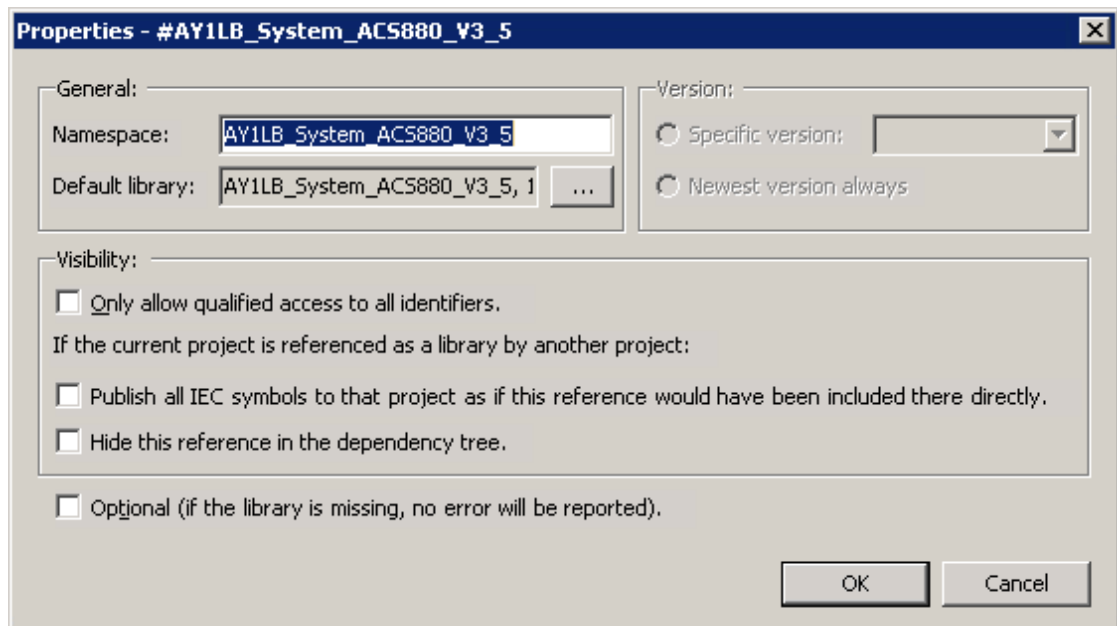 Properties - #AY1LB_System_ACS880_V3_5
General:
Namespace: AY1LB_System_ACS880_V3_5
Default library: AY1LB_System_ACS880_V3_5, 1 ...
Version:
Specific version:
Newest version always
Visibility:
Only allow qualified access to all identifiers.
If the current project is referenced as a library by another project:
Publish all IEC symbols to that project as if this reference would have been included there directly.
Hide this reference in the dependency tree.
Optional (if the library is missing, no error will be reported).
OK Cancel